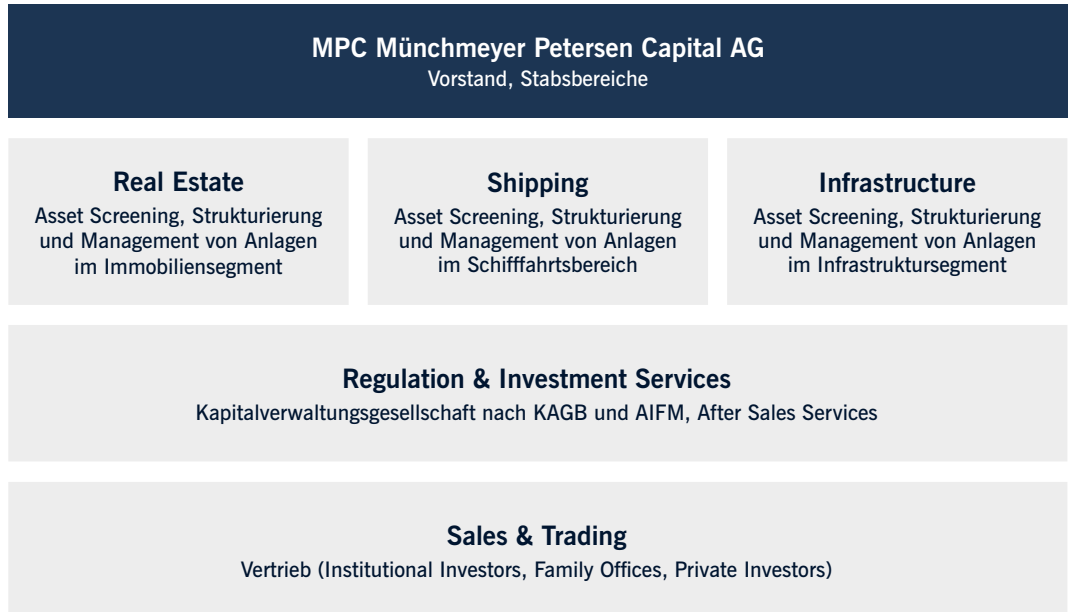 MPC Münchmeyer Petersen Capital AG
Vorstand, Stabsbereiche
Real Estate
Asset Screening, Strukturierung
und Management von Anlagen
im Immobiliensegment
Shipping
Asset Screening, Strukturierung
und Management von Anlagen
im Schifffahrtsbereich
Infrastructure
Asset Screening, Strukturierung
und Management von Anlagen
im Infrastruktursegment
Regulation & Investment Services
Kapitalverwaltungsgesellschaft nach KAGB und AIFM, After Sales Services
Sales & Trading
Vertrieb (Institutional Investors, Family Offices, Private Investors)